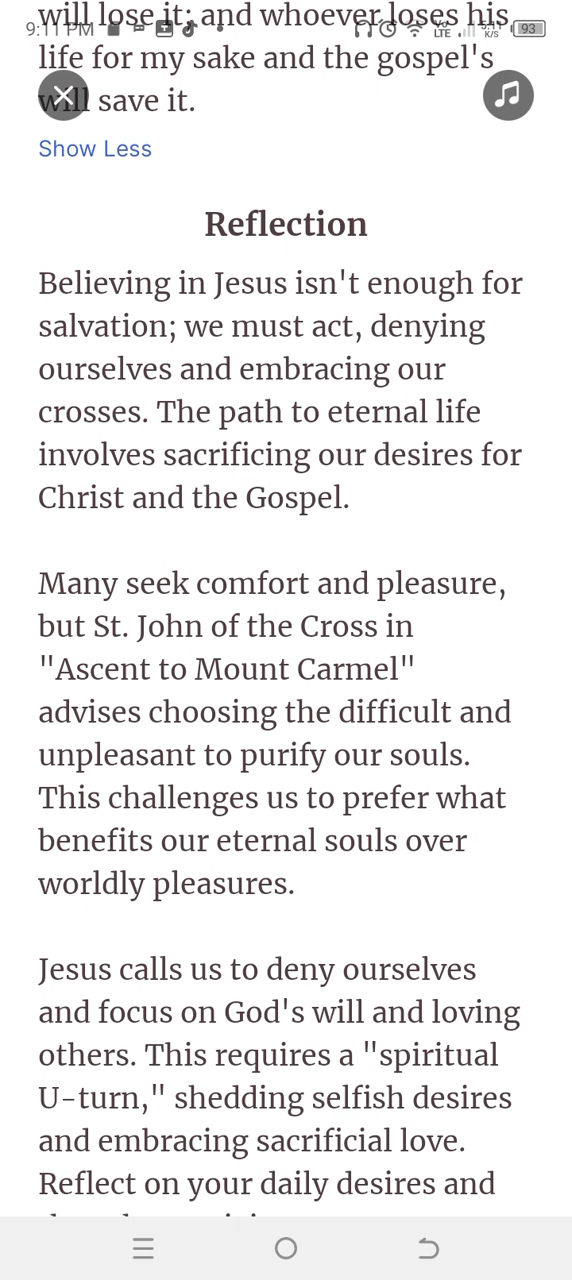 will lose it; and whoever loses his
9:11 PM
LTE
K/S
93
life for my sake and the gospel's
will save it.
Show Less
Reflection
Believing in Jesus isn't enough for
salvation; we must act, denying
ourselves and embracing our
crosses. The path to eternal life
involves sacrificing our desires for
Christ and the Gospel.
Many seek comfort and pleasure,
but St. John of the Cross in
"Ascent to Mount Carmel"
advises choosing the difficult and
unpleasant to purify our souls.
This challenges us to prefer what
benefits our eternal souls over
worldly pleasures.
Jesus calls us to deny ourselves
and focus on God's will and loving
others. This requires a "spiritual
U-turn," shedding selfish desires
and embracing sacrificial love.
Reflect on your daily desires and